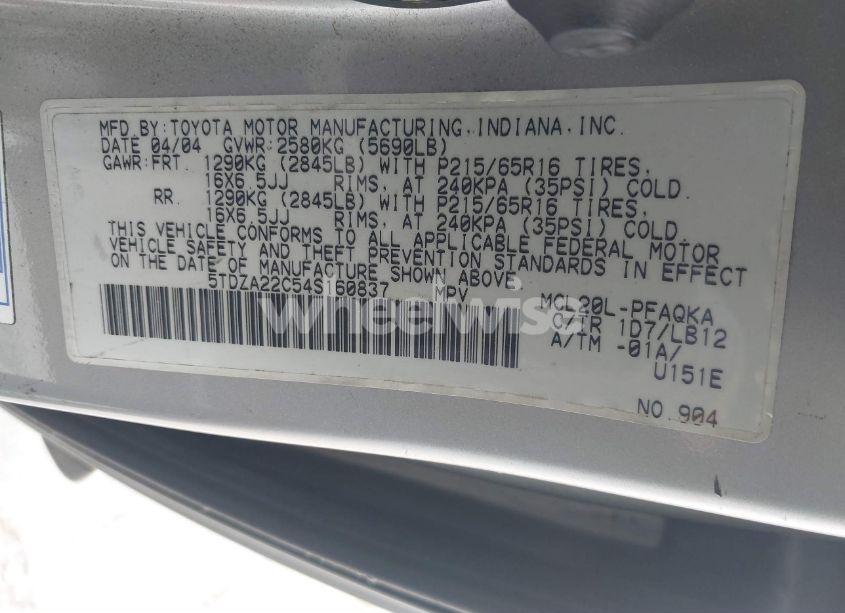 MFD.BY:TOYOTA MOTOR MANUFACTURING,INDIANA,INC.
DATE 04/04 GVWR:2580KG (5690LB)
GAWR:FRT. 1290KG (2845LB) WITH P215/65R16 TIRES,
16X6.5JJ RIMS, AT 240KPA (35PSI) COLD.
RR. 1290KG (2845LB) WITH P215/65R16 TIRES,
16X6.5JJ RIMS, AT 240KPA (35PSI) COLD.
THIS VEHICLE CONFORMS TO ALL APPLICABLE FEDERAL MOTOR
VEHICLE SAFETY AND THEFT PREVENTION STANDARDS IN EFFECT
ON THE DATE OF MANUFACTURE SHOWN ABOVE.
5TDZA22C54S160837 MPV
MCL20L-PFAQKA
C/TR 1D7/LB12
A/TM -01A/
U151E
NO.904
Wheelwise